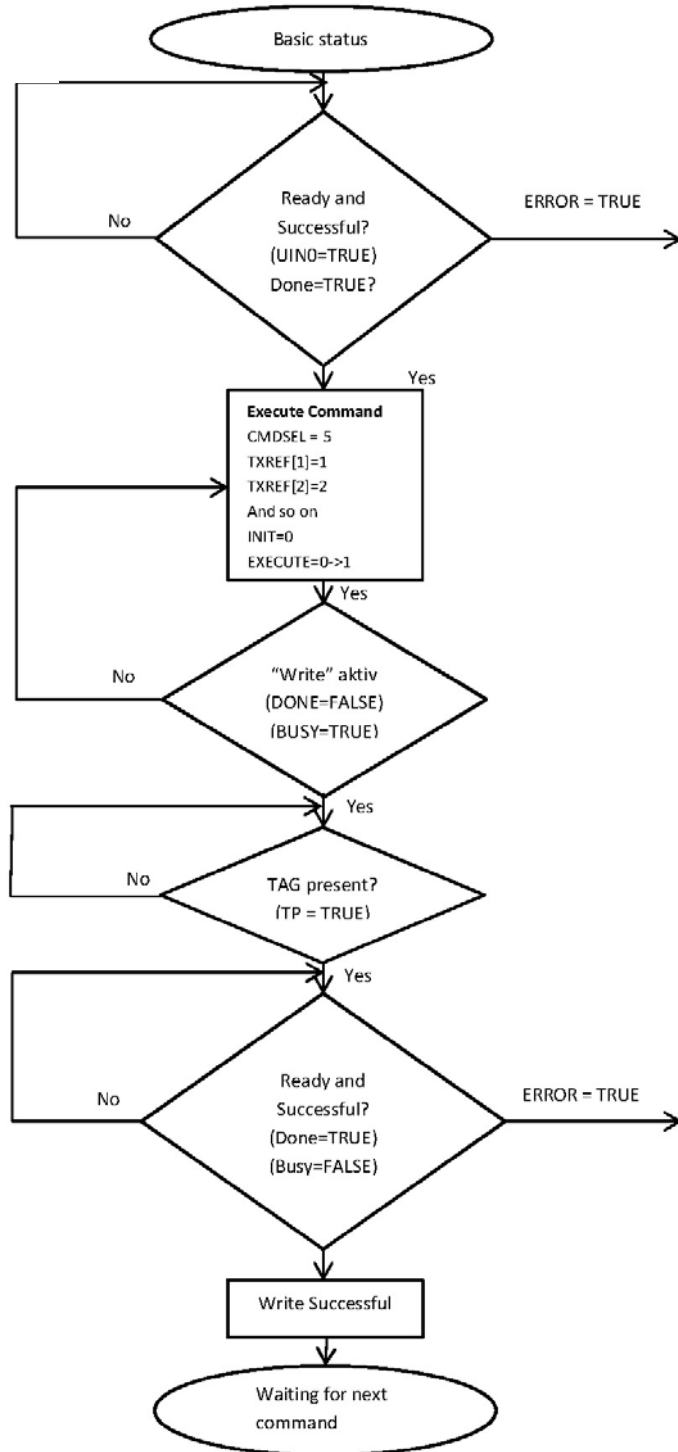 Basic status
Ready and
Successful?
(UIN0=TRUE)
Done=TRUE?
No
ERROR = TRUE
Yes
Execute Command
CMDSEL = 5
TXREF[1]=1
TXREF[2]=2
And so on
INIT=0
EXECUTE=0->1
Yes
"Write" aktiv
(DONE=FALSE)
(BUSY=TRUE)
No
Yes
TAG present?
(TP = TRUE)
No
Yes
Ready and
Successful?
(Done=TRUE)
(Busy=FALSE)
No
ERROR = TRUE
Write Successful
Waiting for next
command